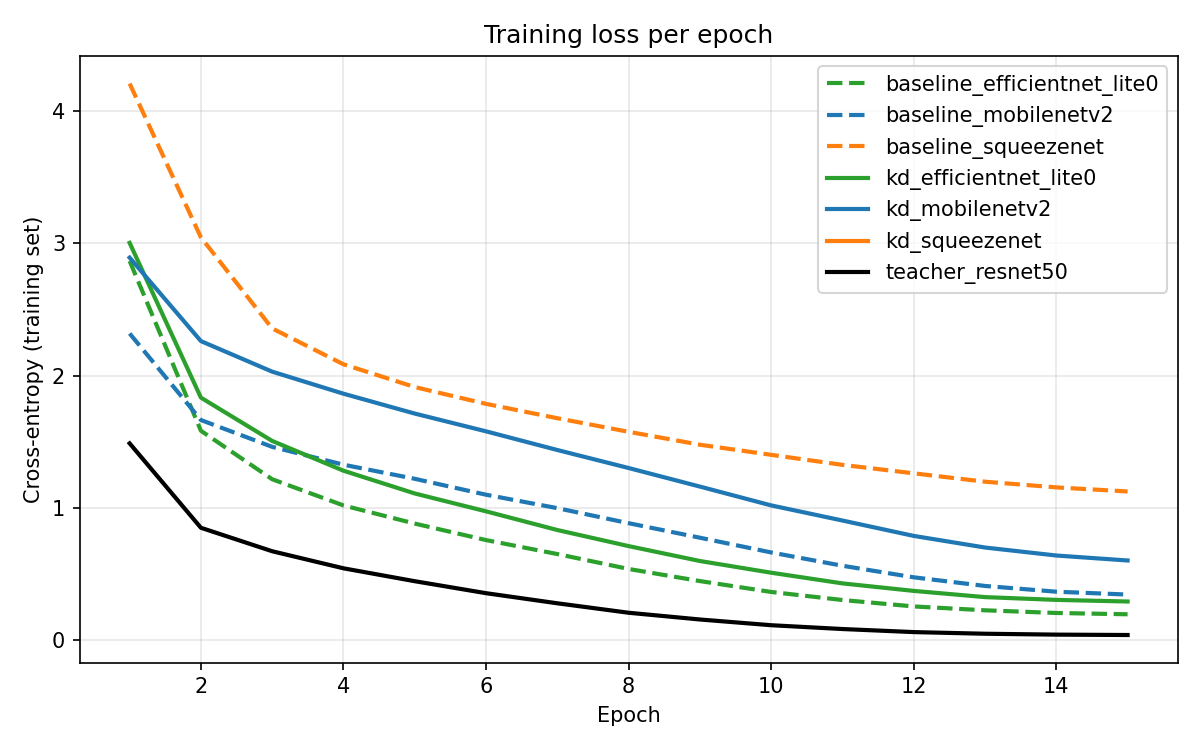 Training loss per epoch
Cross-entropy (training set)
4
3
2
1
0
baseline_efficientnet_lite0
baseline_mobilenetv2
baseline_squeezenet
kd_efficientnet_lite0
kd_mobilenetv2
kd_squeezenet
teacher_resnet50
2 4 6 8 10 12 14
Epoch